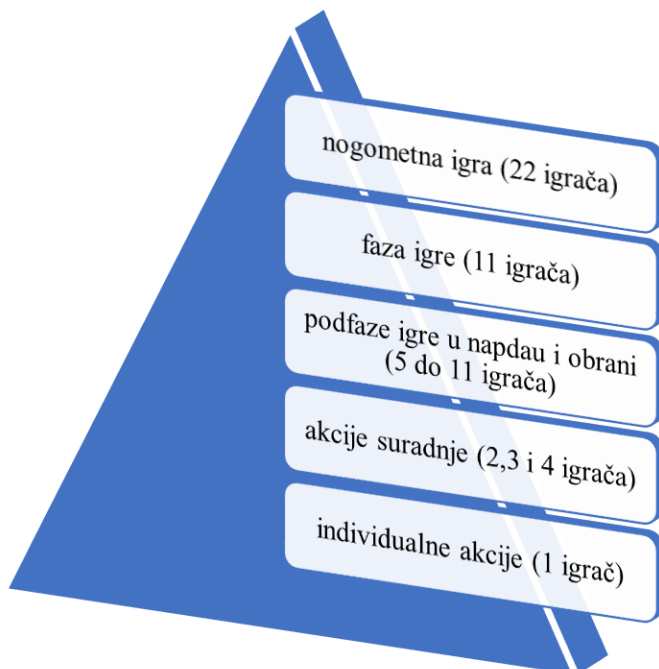 nogometna igra (22 igrača)
faza igre (11 igrača)
podfaze igre u napdau i obrani
(5 do 11 igrača)
akcije suradnje (2,3 i 4 igrača)
individualne akcije (1 igrač)